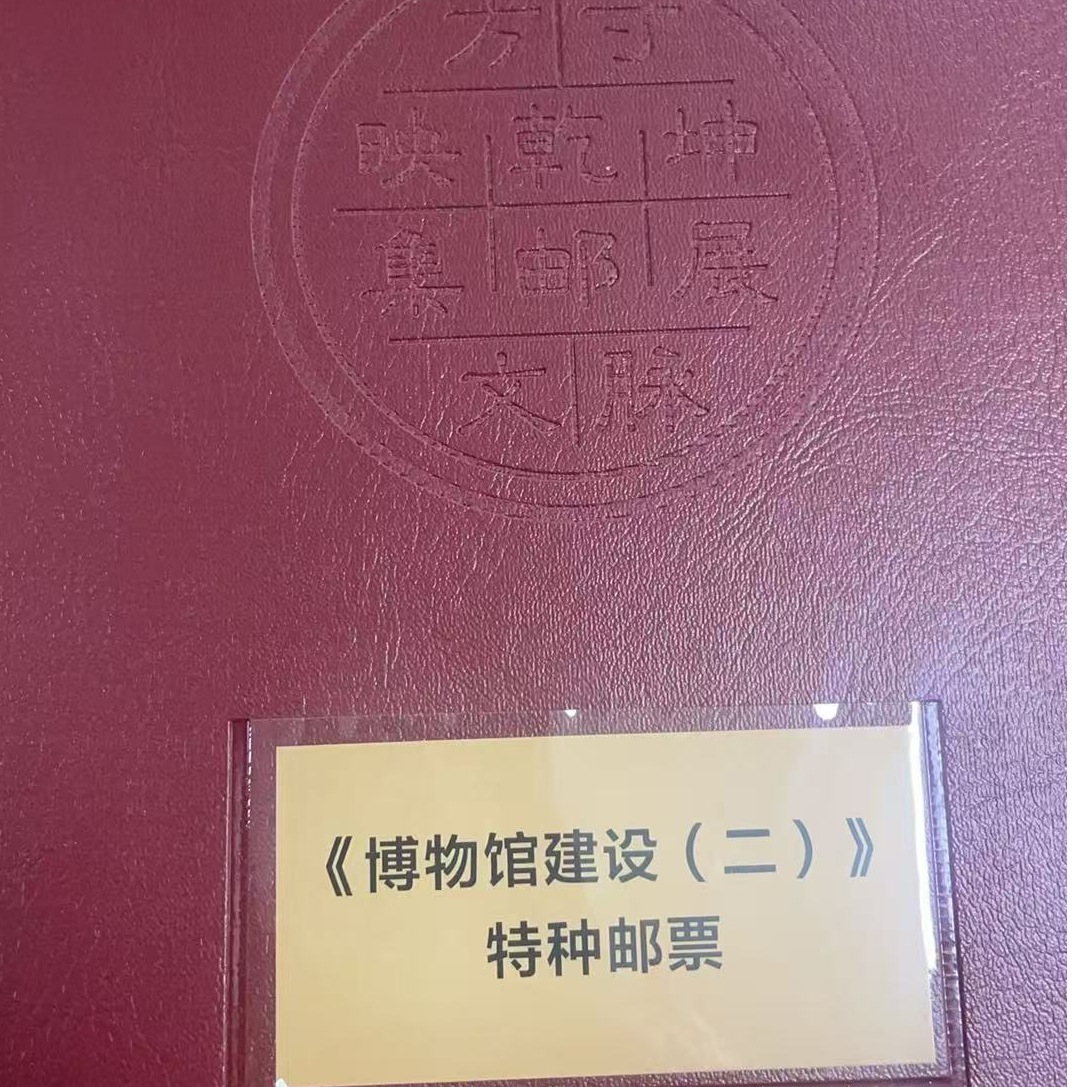 方寸
映乾坤
集邮展
文脉
《博物馆建设（二）》
特种邮票